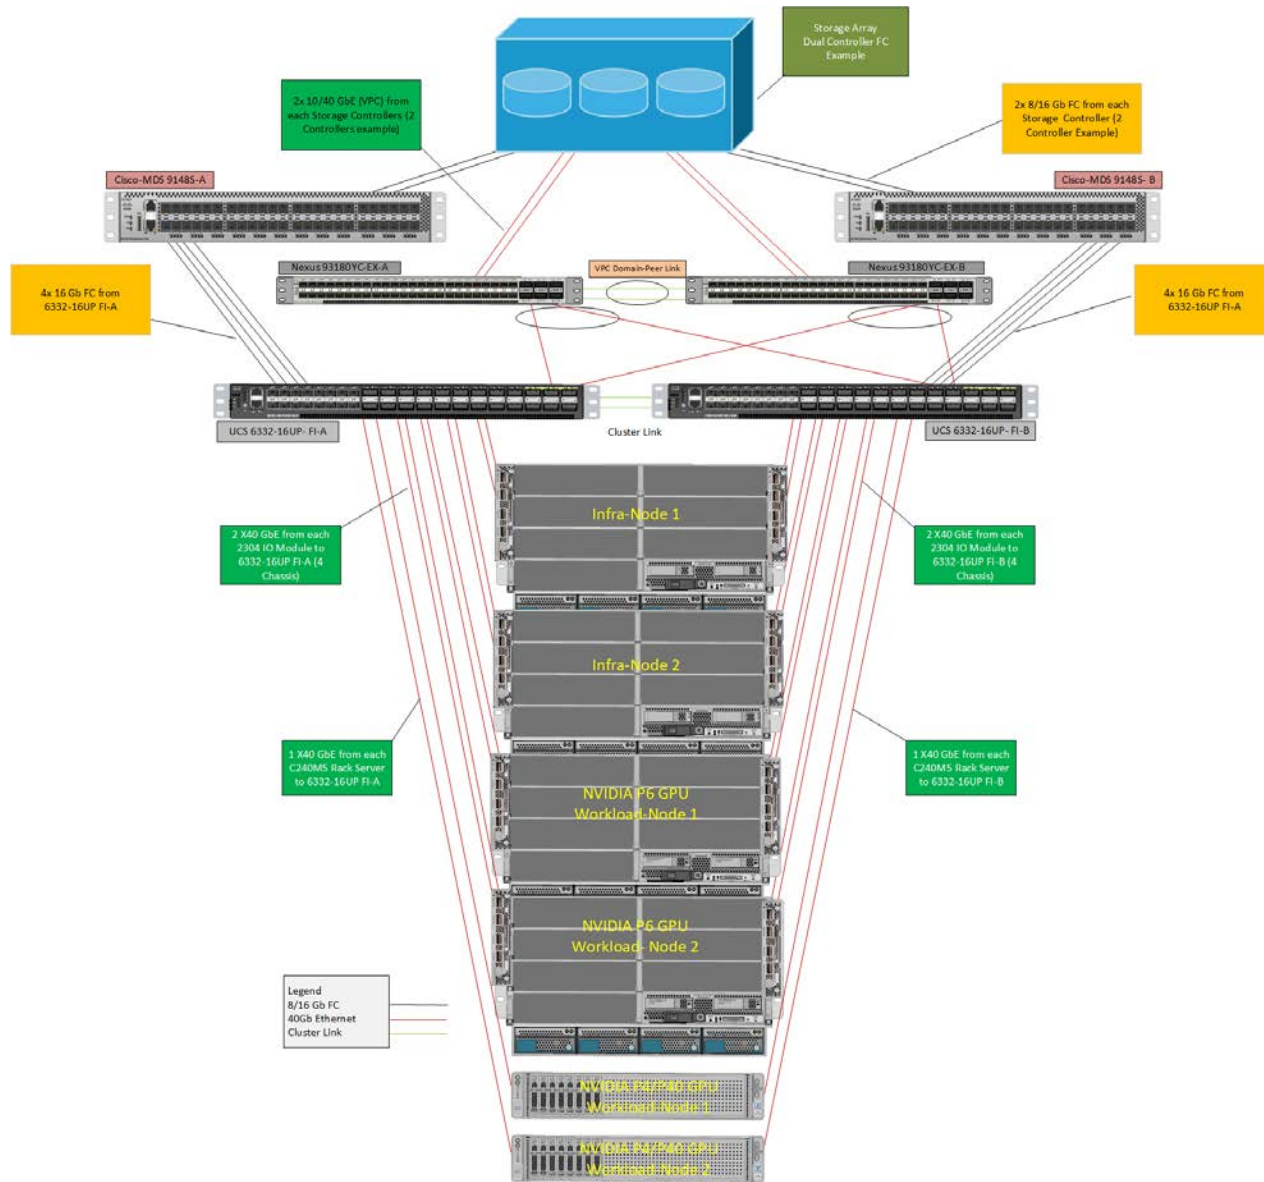 Storage Array
Dual Controller FC
Example
2x 10/40 GbE (VPC) from
each Storage Controllers (2
Controllers example)
2x 8/16 Gb FC from each
Storage Controller (2
Controller Example)
Cisco-MDS 9148S-A
Cisco-MDS 9148S- B
Nexus 93180YC-EX-A
VPC Domain-Peer Link
Nexus 93180YC-EX-B
4x 16 Gb FC from
6332-16UP FI-A
4x 16 Gb FC from
6332-16UP FI-A
UCS 6332-16UP- FI-A
Cluster Link
UCS 6332-16UP- FI-B
Infra-Node 1
2 X40 GbE from each
2304 IO Module to
6332-16UP FI-A (4
Chassis)
2 X40 GbE from each
2304 IO Module to
6332-16UP FI-B (4
Chassis)
Infra-Node 2
1 X40 GbE from each
C240M5 Rack Server
to 6332-16UP FI-A
1 X40 GbE from each
C240M5 Rack Server
to 6332-16UP FI-B
NVIDIA P6 GPU
Workload-Node 1
NVIDIA P6 GPU
Workload- Node 2
Legend
8/16 Gb FC
40Gb Ethernet
Cluster Link
NVIDIA P4/P40 GPU
Workload-Node 1
NVIDIA P4/P40 GPU
Workload-Node 2